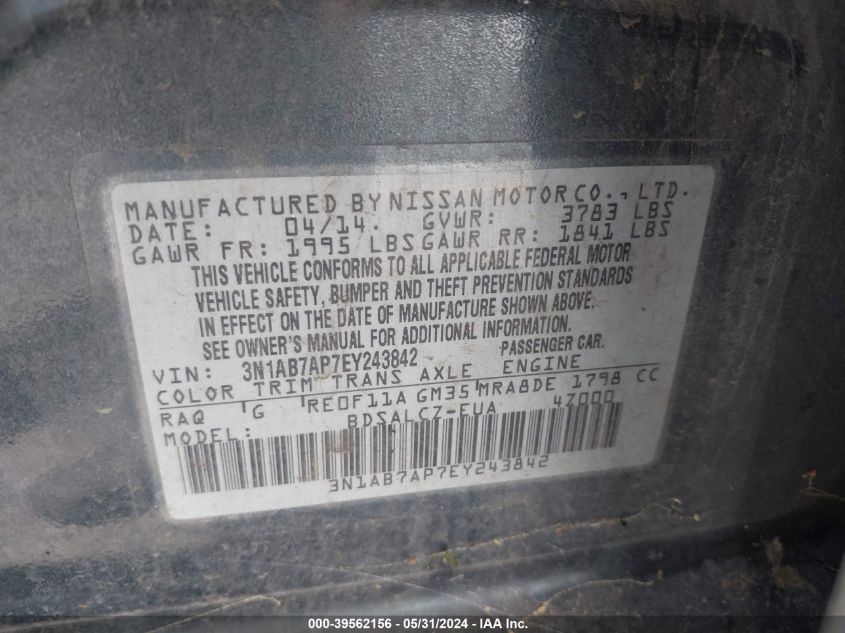 MANUFACTURED BY NISSAN MOTOR CO., LTD.
DATE: 04/14. GVWR: 3783 LBS
GAWR FR: 1995 LBS GAWR RR: 1841 LBS
THIS VEHICLE CONFORMS TO ALL APPLICABLE FEDERAL MOTOR
VEHICLE SAFETY, BUMPER AND THEFT PREVENTION STANDARDS
IN EFFECT ON THE DATE OF MANUFACTURE SHOWN ABOVE.
SEE OWNER'S MANUAL FOR ADDITIONAL INFORMATION.
VIN: 3N1AB7AP7EY243842 PASSENGER CAR.
COLOR TRIM TRANS AXLE ENGINE
RAQ G RE0F11A GM35 MRA8DE 1798 CC
MODEL: BDSALCZ-EUA 4Z000
3N1AB7AP7EY243842
000-39562156 - 05/31/2024 - IAA Inc.